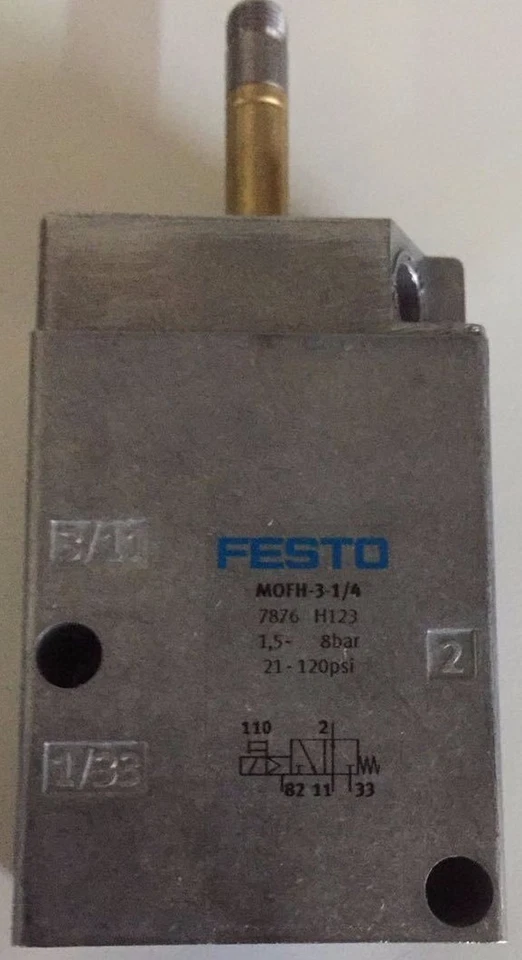 3/11
FESTO
MOFH-3-1/4
7876 H123
1,5- 8bar
21-120psi
2
110 2
1/33
82 11 33